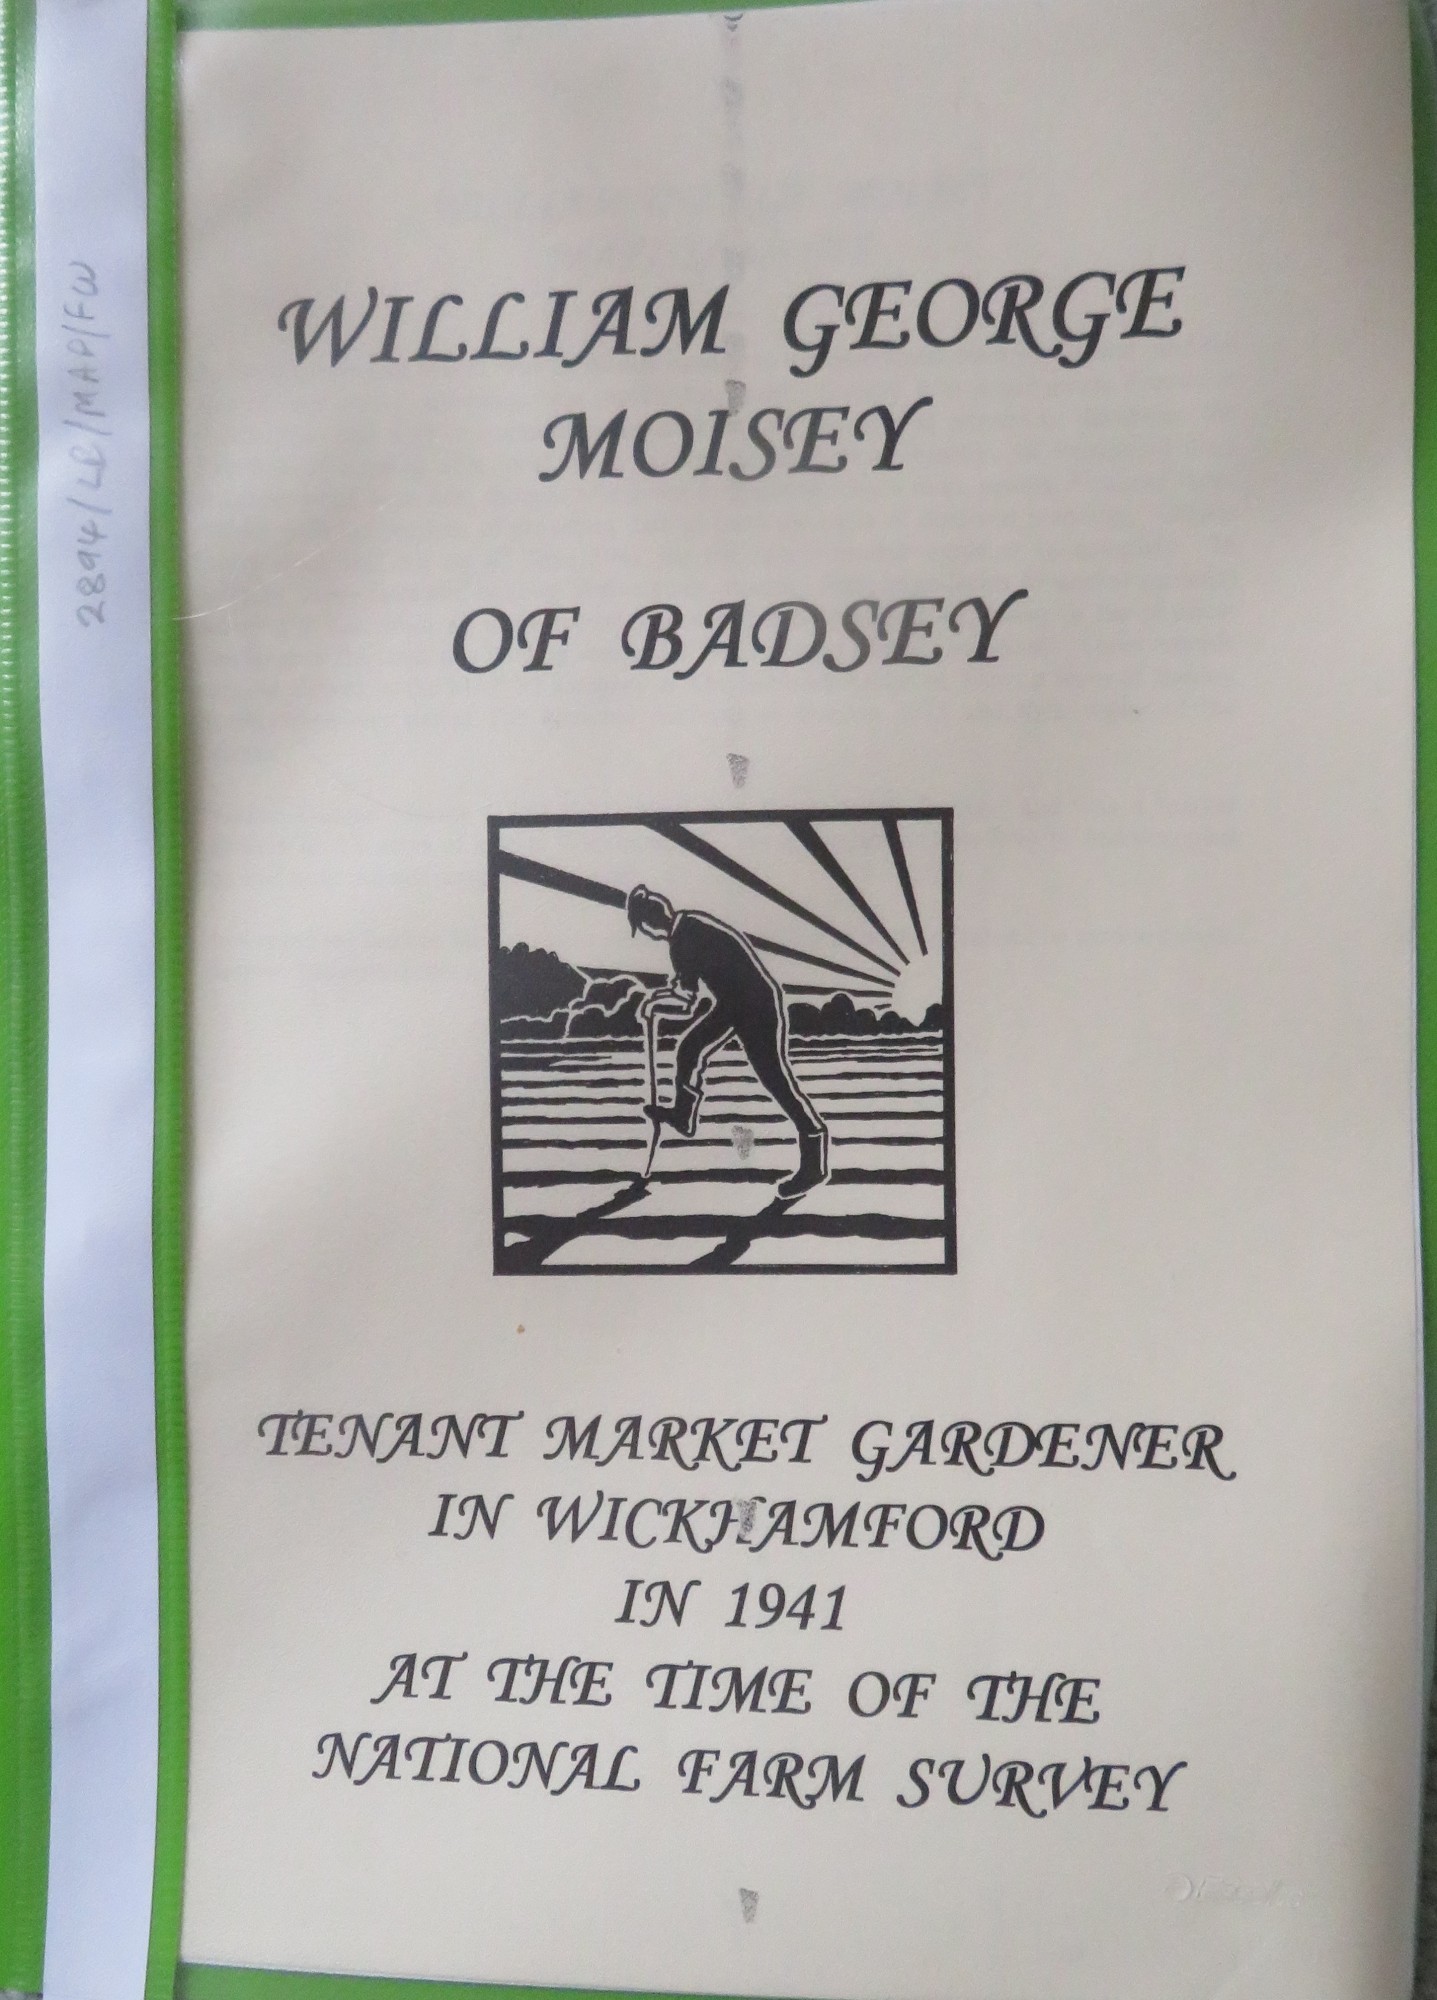 WILLIAM GEORGE
MOISEY
OF BADSEY
TENANT MARKET GARDENER
IN WICKHAMFORD
IN 1941
AT THE TIME OF THE
NATIONAL FARM SURVEY
2894/LR/MAP/FW